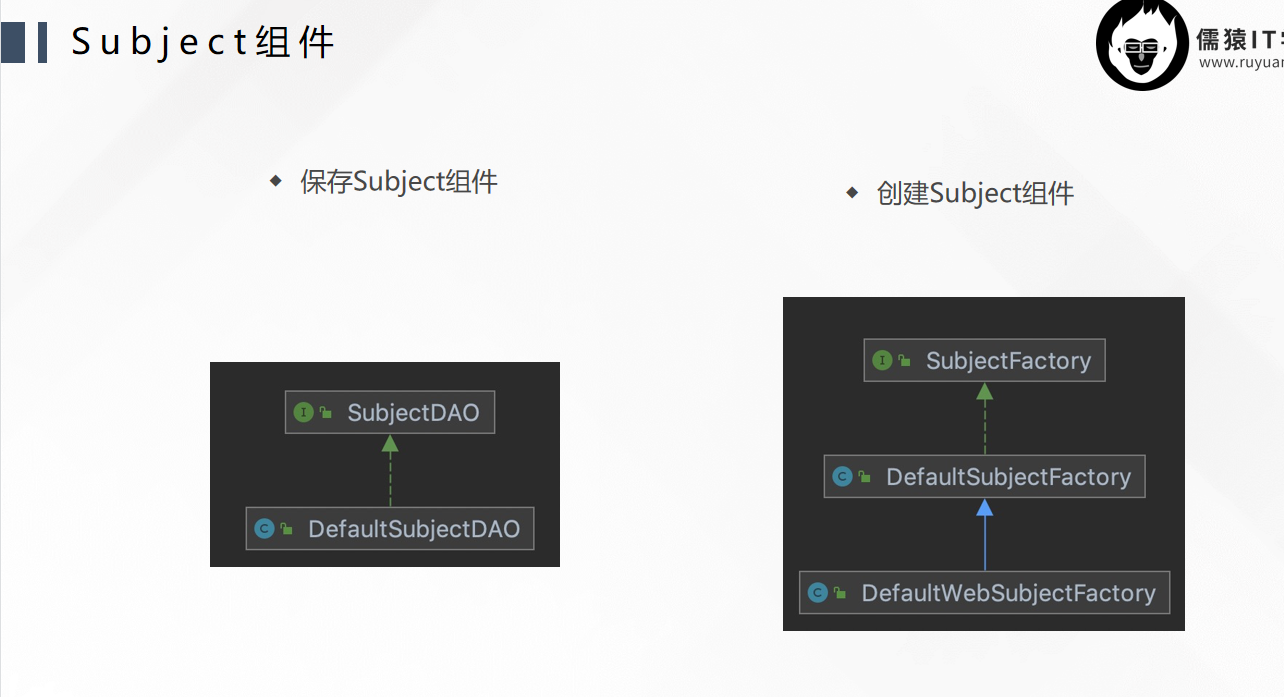 Subject组件
儒猿IT
www.ruyuan
保存Subject组件
创建Subject组件
I SubjectDAO
C DefaultSubjectDAO
I SubjectFactory
C DefaultSubjectFactory
C DefaultWebSubjectFactory